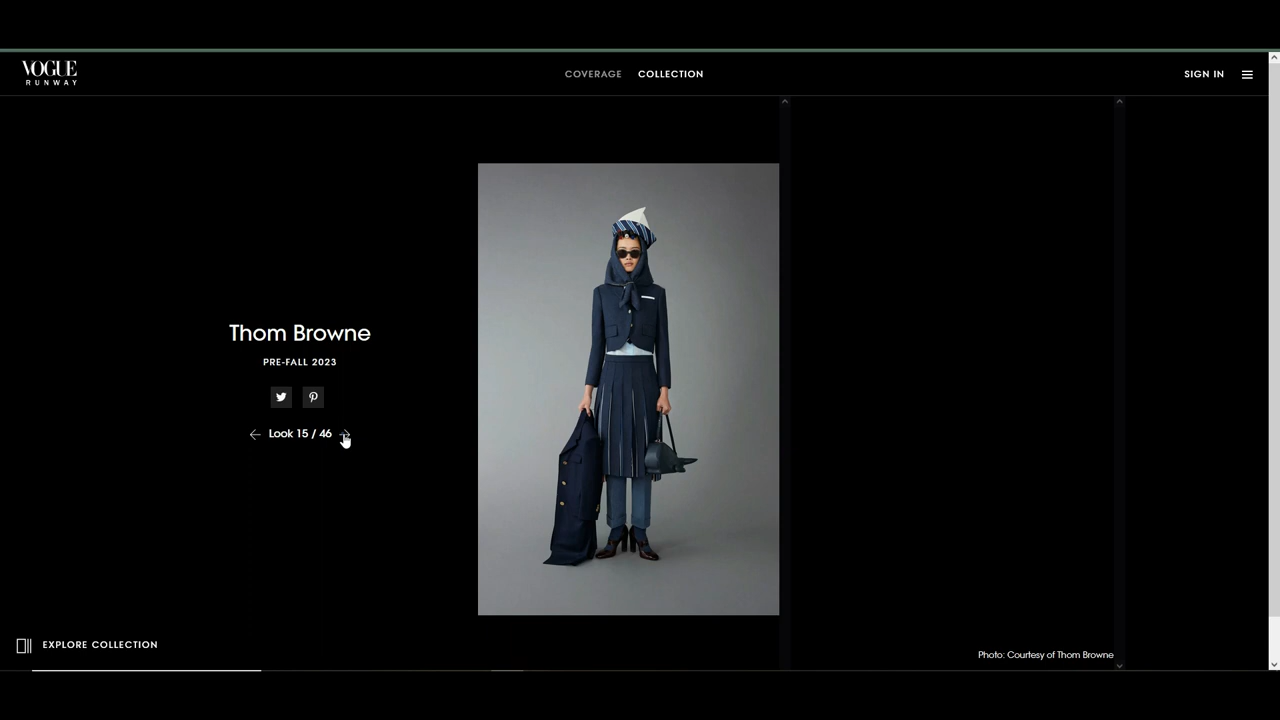 VOGUE
RUNWAY
COVERAGE
COLLECTION
SIGN IN
Thom Browne
PRE-FALL 2023
Look 15 / 46
EXPLORE COLLECTION
Photo: Courtesy of Thom Browne